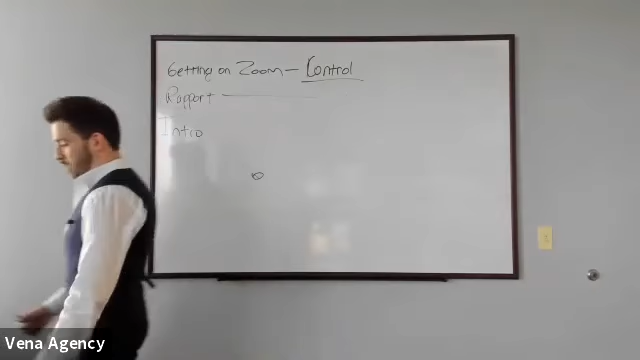 Getting on Zoom — Control
Rapport —
Intro
Vena Agency